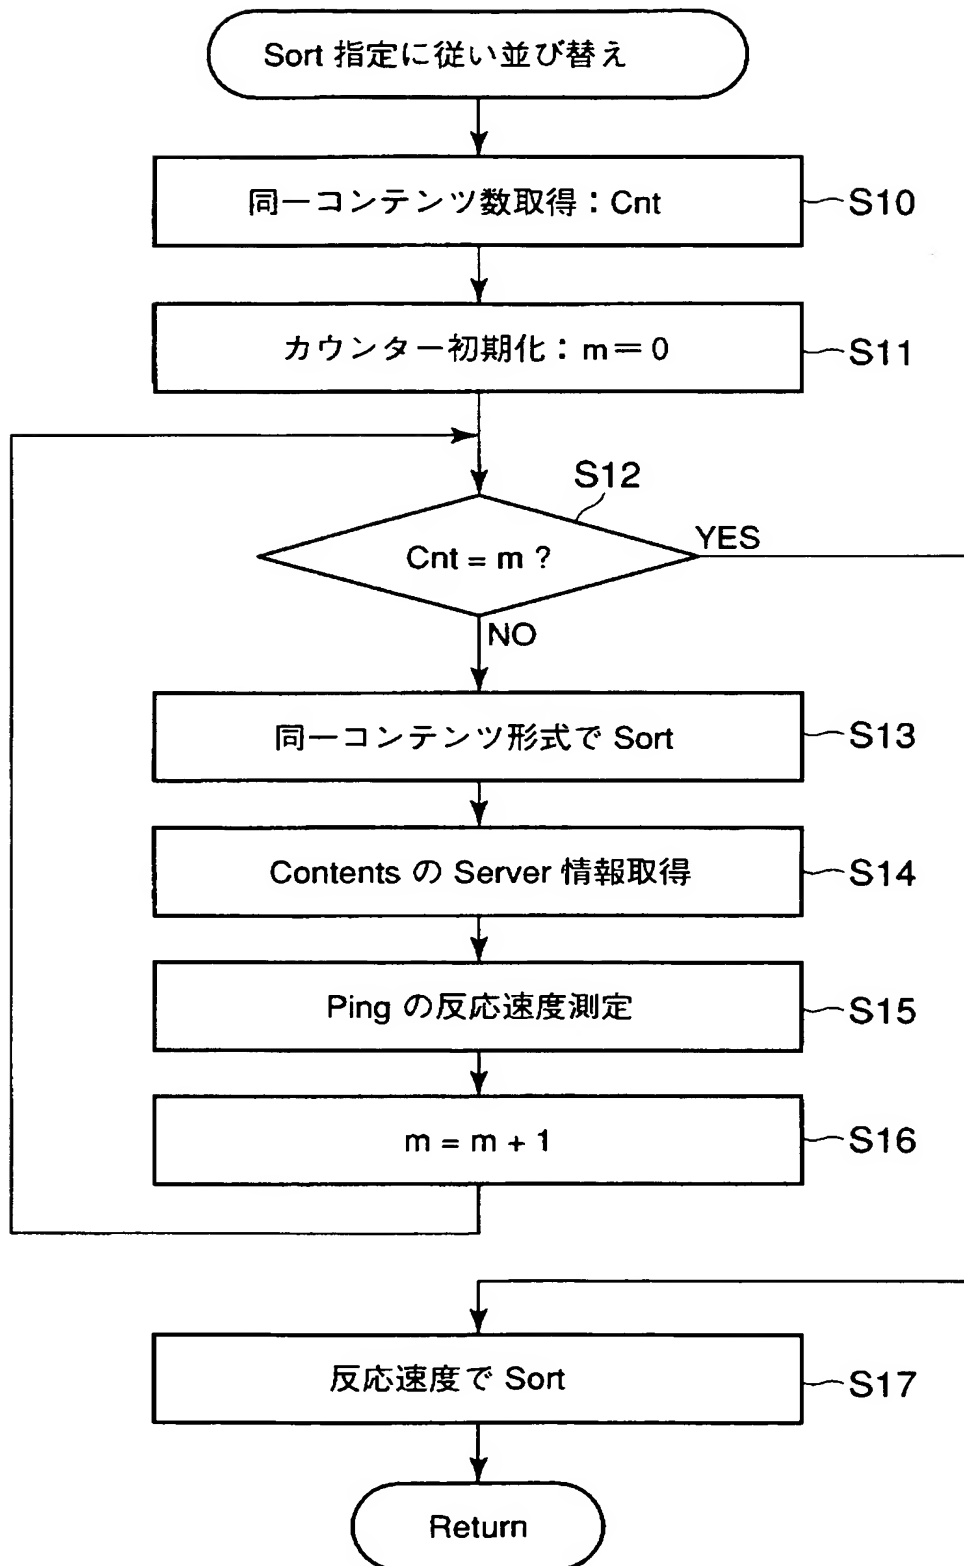 Sort 指定に従い並び替え
同一コンテンツ数取得：Cnt
S10
カウンター初期化：m＝0
S11
S12
Cnt = m ?
YES
NO
同一コンテンツ形式で Sort
S13
Contents の Server 情報取得
S14
Ping の反応速度測定
S15
m = m + 1
S16
反応速度で Sort
S17
Return